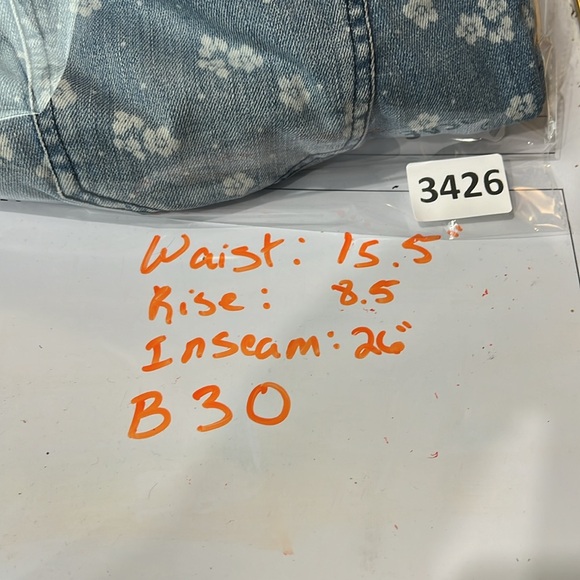 3426
Waist: 15.5"
Rise: 8.5
Inseam: 26"
B30